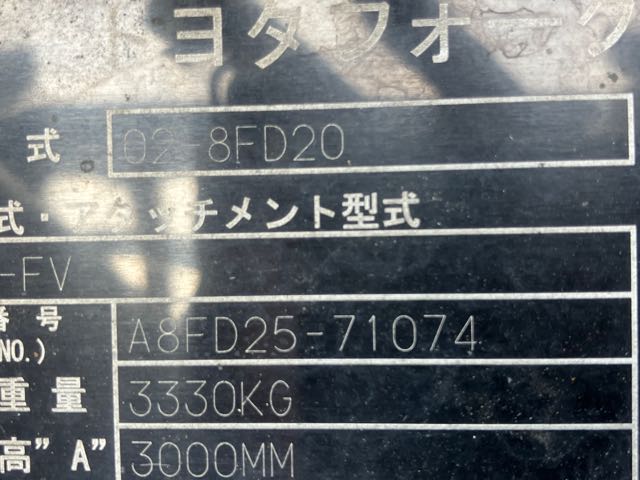 トヨタフォーク
式 02-8FD20
式・アタッチメント型式
-FV
番号 A8FD25-71074
NO.)
重量 3330KG
高"A" 3000MM